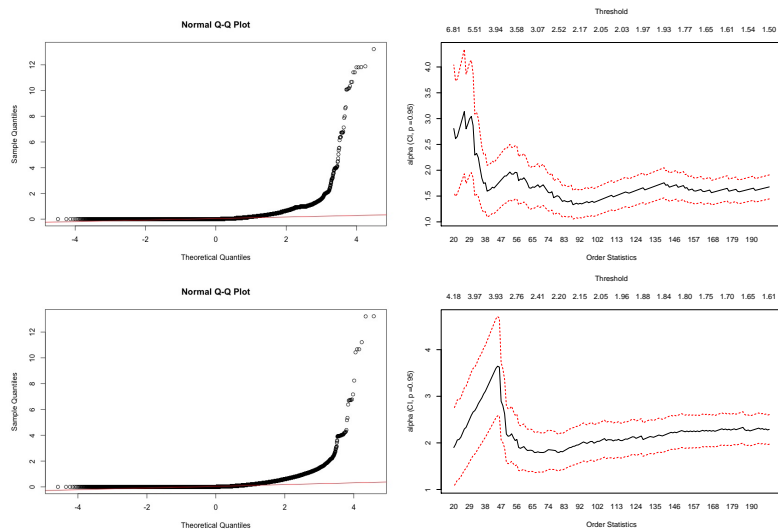 Normal Q-Q Plot
Sample Quantiles
12
10
8
6
4
2
0
-4 -2 0 2 4
Theoretical Quantiles
Threshold
6.81 5.51 3.94 3.58 3.07 2.52 2.17 2.05 2.03 1.97 1.93 1.77 1.65 1.61 1.54 1.50
alpha (CI, p =0.95)
4.0
3.5
3.0
2.5
2.0
1.5
1.0
20 29 38 47 56 65 74 83 92 102 113 124 135 146 157 168 179 190
Order Statistics
Normal Q-Q Plot
Sample Quantiles
12
10
8
6
4
2
0
-4 -2 0 2 4
Theoretical Quantiles
Threshold
4.18 3.97 3.93 2.76 2.41 2.20 2.15 2.05 1.96 1.88 1.84 1.80 1.75 1.70 1.65 1.61
alpha (CI, p =0.95)
4
3
2
1
20 29 38 47 56 65 74 83 92 102 113 124 135 146 157 168 179 190
Order Statistics